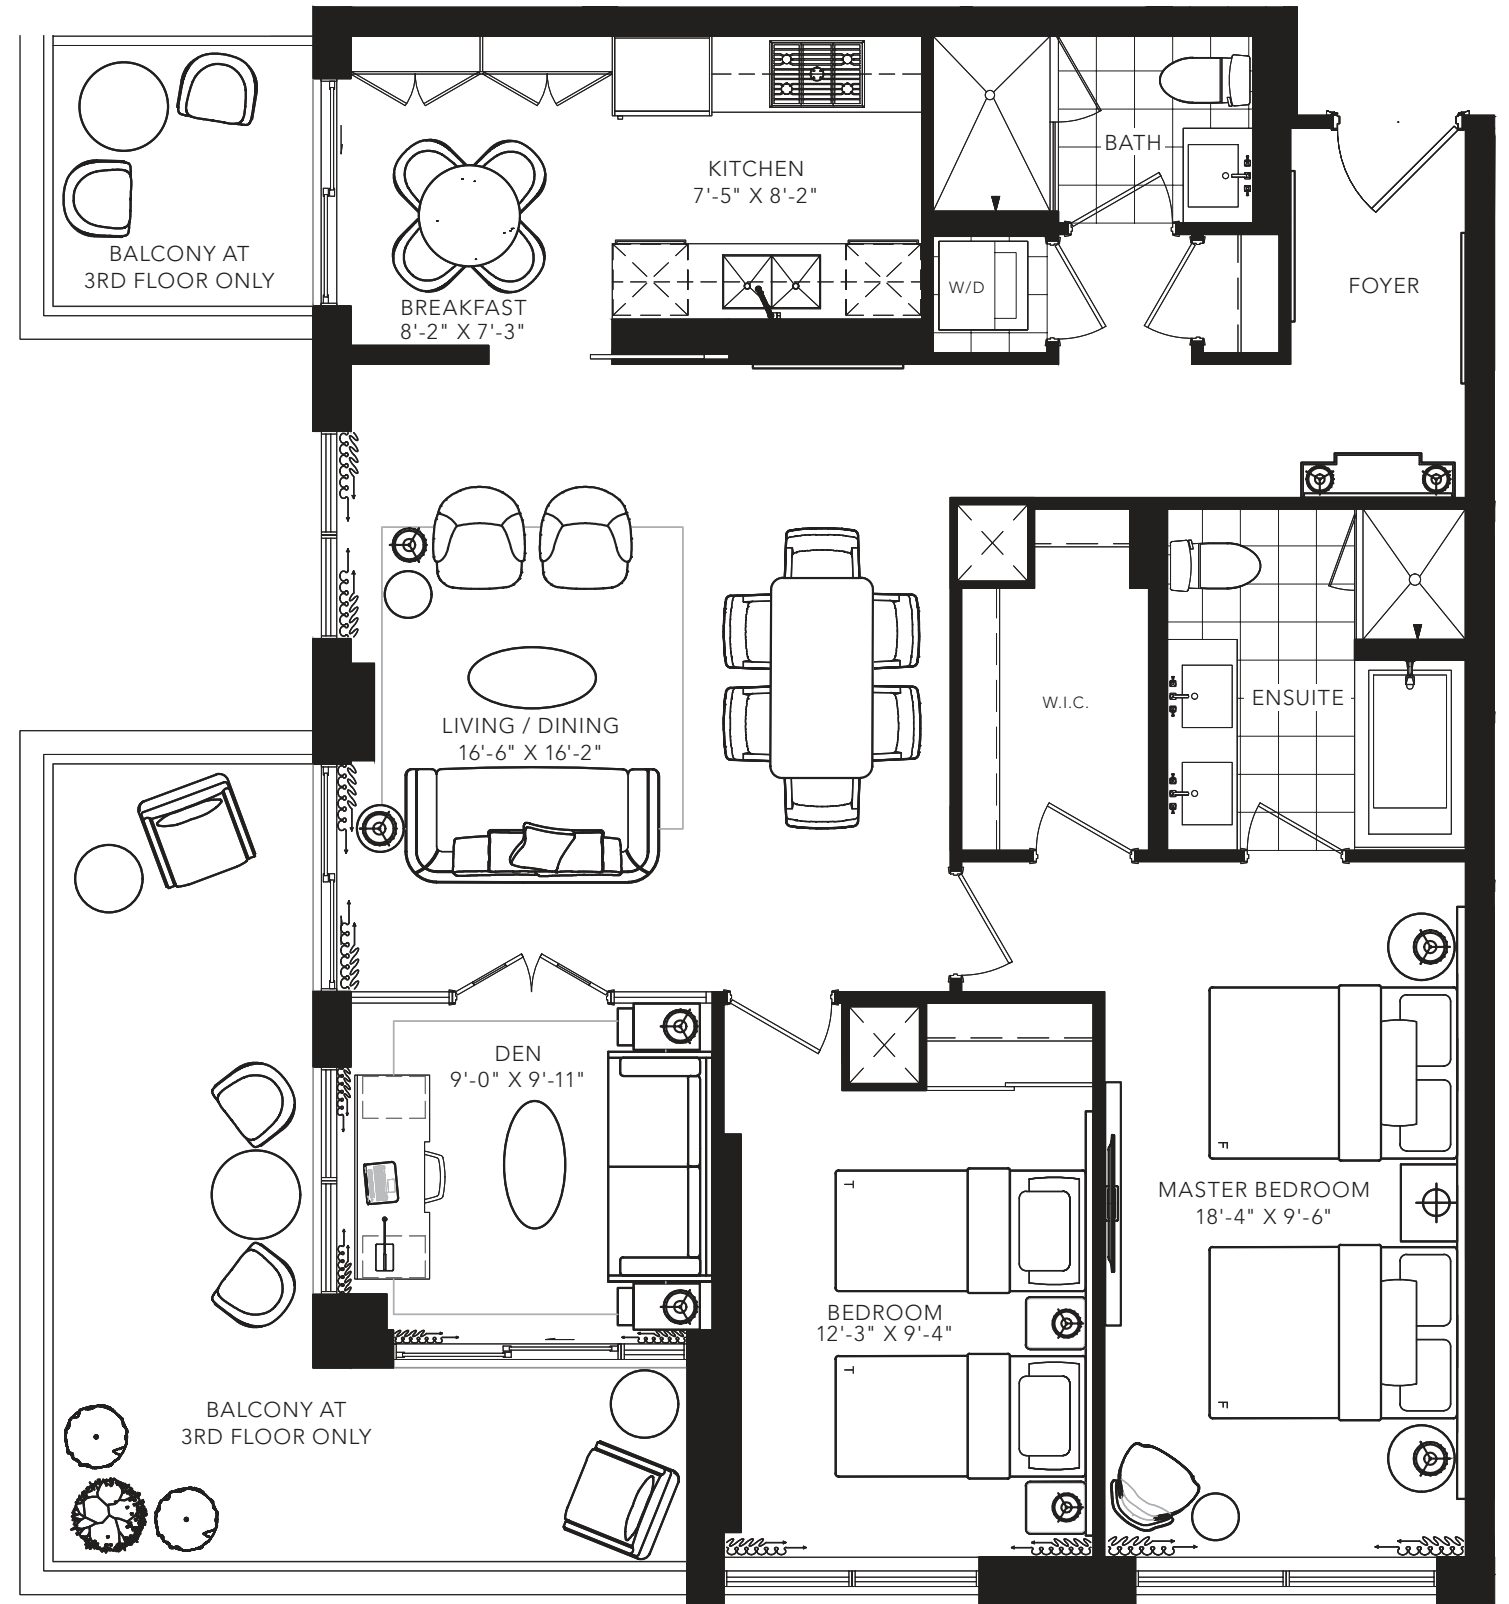 BATH
KITCHEN
7'-5" X 8'-2"
BALCONY AT
3RD FLOOR ONLY
W/D
FOYER
BREAKFAST
8'-2" X 7'-3"
W.I.C.
ENSUITE
LIVING / DINING
16'-6" X 16'-2"
DEN
9'-0" X 9'-11"
F
T
MASTER BEDROOM
18'-4" X 9'-6"
BEDROOM
12'-3" X 9'-4"
T
F
BALCONY AT
3RD FLOOR ONLY